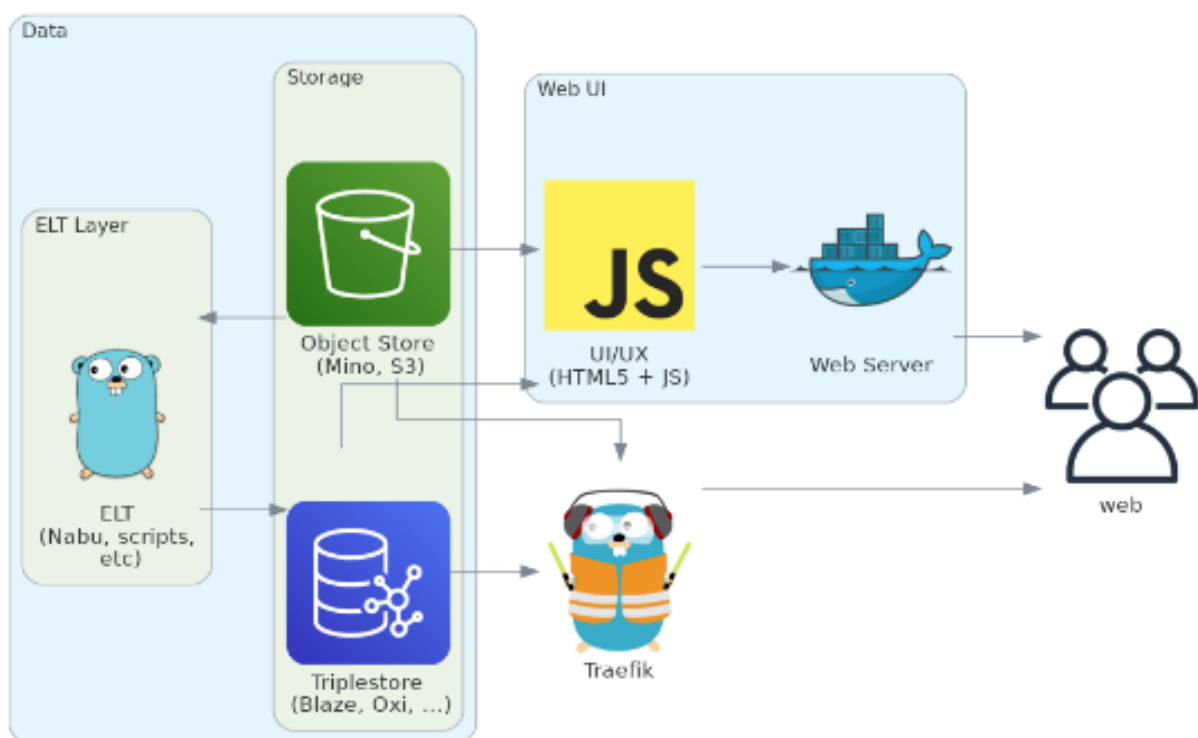 Data
Storage
Web UI
ELT Layer
JS
Object Store
(Mino, S3)
UI/UX
(HTML5 + JS)
Web Server
web
ELT
(Nabu, scripts,
etc)
Traefik
Triplestore
(Blaze, Oxi, ...)